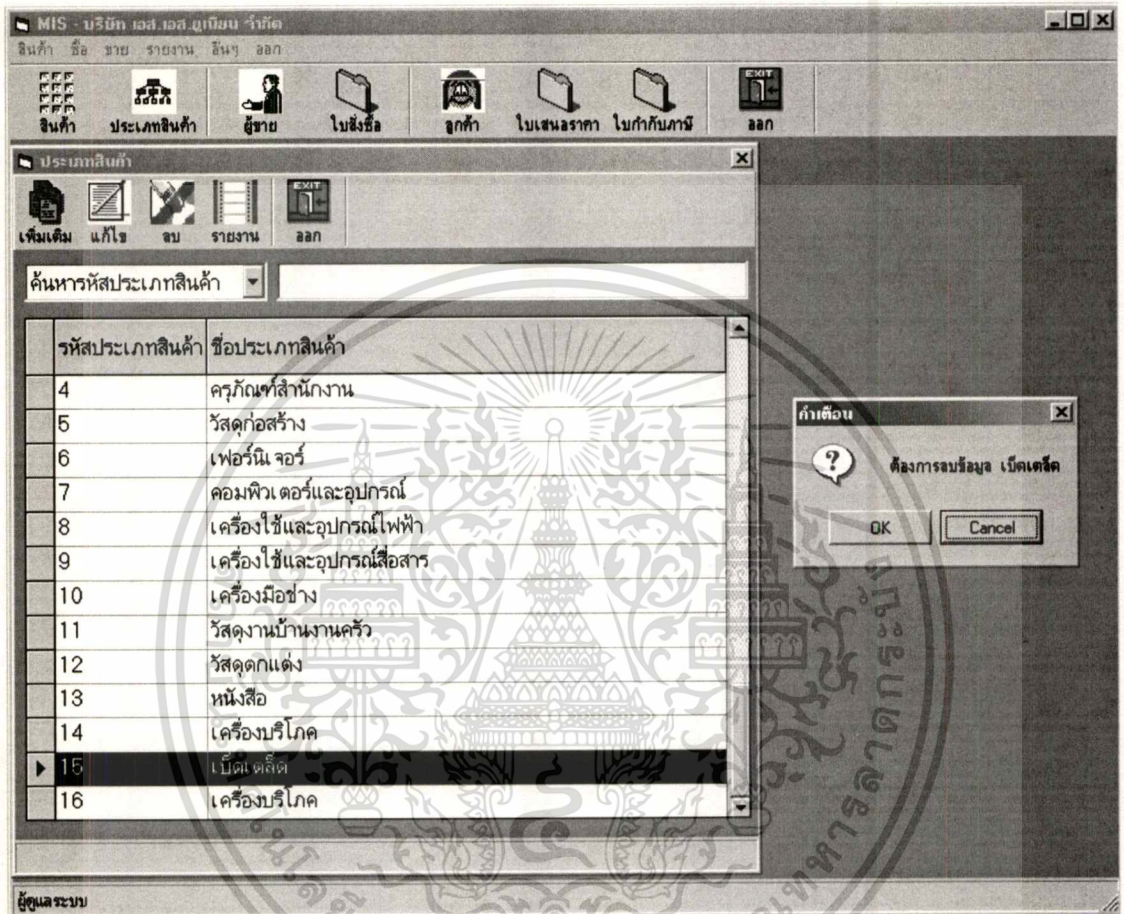 MIS - บริษัท เอส.เอส.ยูเนียน จำกัด
สินค้า ซื้อ ขาย รายงาน อื่นๆ ออก
สินค้า ประเภทสินค้า ผู้ขาย ใบสั่งซื้อ ลูกค้า ใบเสนอราคา ใบกำกับภาษี EXIT ออก
ประเภทสินค้า
เพิ่มเติม แก้ไข ลบ รายงาน EXIT ออก
ค้นหารหัสประเภทสินค้า
รหัสประเภทสินค้า ชื่อประเภทสินค้า
4 ครุภัณฑ์สำนักงาน
5 วัสดุก่อสร้าง
6 เฟอร์นิเจอร์
7 คอมพิวเตอร์และอุปกรณ์
8 เครื่องใช้และอุปกรณ์ไฟฟ้า
9 เครื่องใช้และอุปกรณ์สื่อสาร
10 เครื่องมือช่าง
11 วัสดุงานบ้านงานครัว
12 วัสดุตกแต่ง
13 หนังสือ
14 เครื่องบริโภค
15 เบ็ดเตล็ด
16 เครื่องบริโภค
คำเตือน
ต้องการลบข้อมูล เบ็ดเตล็ด
OK Cancel
ผู้ดูแลระบบ